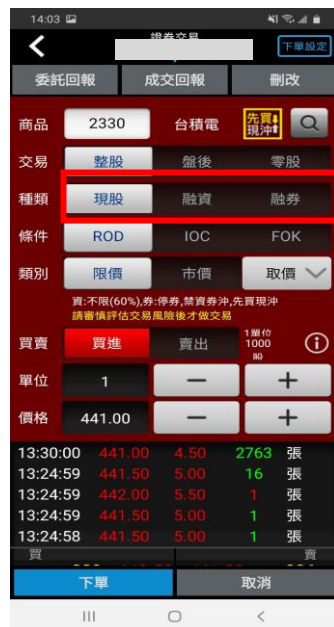 14:03
證券交易
下單設定
委託回報 成交回報 刪改
商品 2330 台積電 先買 現沖
交易 整股 盤後 零股
種類 現股 融資 融券
條件 ROD IOC FOK
類別 限價 市價 取價
資:不限(60%),券:停券,禁資券沖,先買現沖
請審慎評估交易風險後才做交易
買賣 買進 賣出 1單位 1000 股
單位 1 — +
價格 441.00 — +
13:30:00 441.00 4.50 2763 張
13:24:59 441.50 5.00 16 張
13:24:59 442.00 5.50 1 張
13:24:59 441.50 5.00 1 張
13:24:58 441.50 5.00 1 張
買 賣
下單 取消